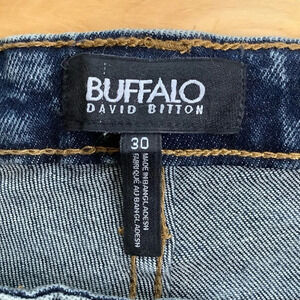 BUFFALO
DAVID BITTON
30
MADE IN BANGLADESH
FABRIQUÉ AU BANGLADESH